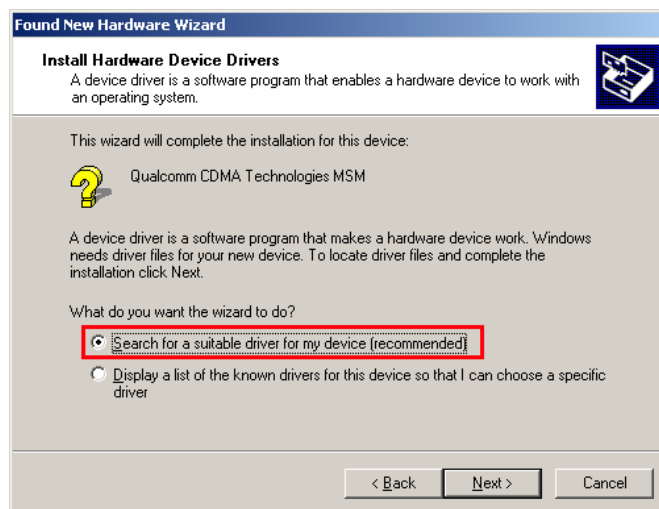 Found New Hardware Wizard
Install Hardware Device Drivers
A device driver is a software program that enables a hardware device to work with
an operating system.
This wizard will complete the installation for this device:
Qualcomm CDMA Technologies MSM
A device driver is a software program that makes a hardware device work. Windows
needs driver files for your new device. To locate driver files and complete the
installation click Next.
What do you want the wizard to do?
Search for a suitable driver for my device (recommended)
Display a list of the known drivers for this device so that I can choose a specific
driver
< Back Next > Cancel